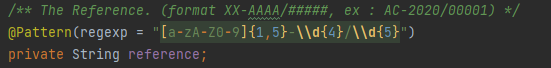 /** The Reference. (format XX-AAAA/#####, ex : AC-2020/00001) */
@Pattern(regexp = "[a-zA-Z0-9]{1,5}-\\d{4}/\\d{5}")
private String reference;